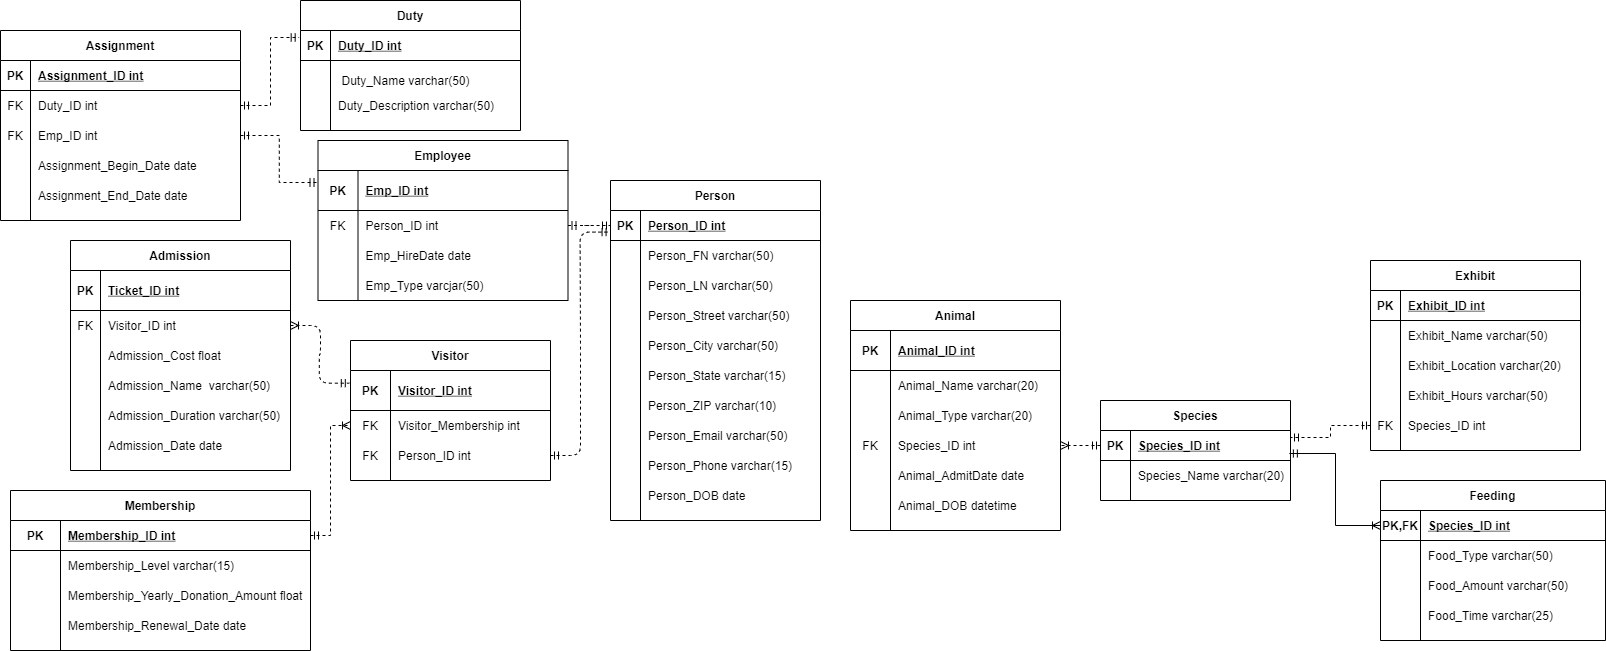 Duty
PK Duty_ID int
Duty_Name varchar(50)
Duty_Description varchar(50)
Assignment
PK Assignment_ID int
FK Duty_ID int
FK Emp_ID int
Assignment_Begin_Date date
Assignment_End_Date date
Employee
PK Emp_ID int
FK Person_ID int
Emp_HireDate date
Emp_Type varcjar(50)
Person
PK Person_ID int
Person_FN varchar(50)
Person_LN varchar(50)
Person_Street varchar(50)
Person_City varchar(50)
Person_State varchar(15)
Person_ZIP varchar(10)
Person_Email varchar(50)
Person_Phone varchar(15)
Person_DOB date
Admission
PK Ticket_ID int
FK Visitor_ID int
Admission_Cost float
Admission_Name varchar(50)
Admission_Duration varchar(50)
Admission_Date date
Visitor
PK Visitor_ID int
FK Visitor_Membership int
FK Person_ID int
Membership
PK Membership_ID int
Membership_Level varchar(15)
Membership_Yearly_Donation_Amount float
Membership_Renewal_Date date
Animal
PK Animal_ID int
Animal_Name varchar(20)
Animal_Type varchar(20)
FK Species_ID int
Animal_AdmitDate date
Animal_DOB datetime
Species
PK Species_ID int
Species_Name varchar(20)
Exhibit
PK Exhibit_ID int
Exhibit_Name varchar(50)
Exhibit_Location varchar(20)
Exhibit_Hours varchar(50)
FK Species_ID int
Feeding
PK,FK Species_ID int
Food_Type varchar(50)
Food_Amount varchar(50)
Food_Time varchar(25)